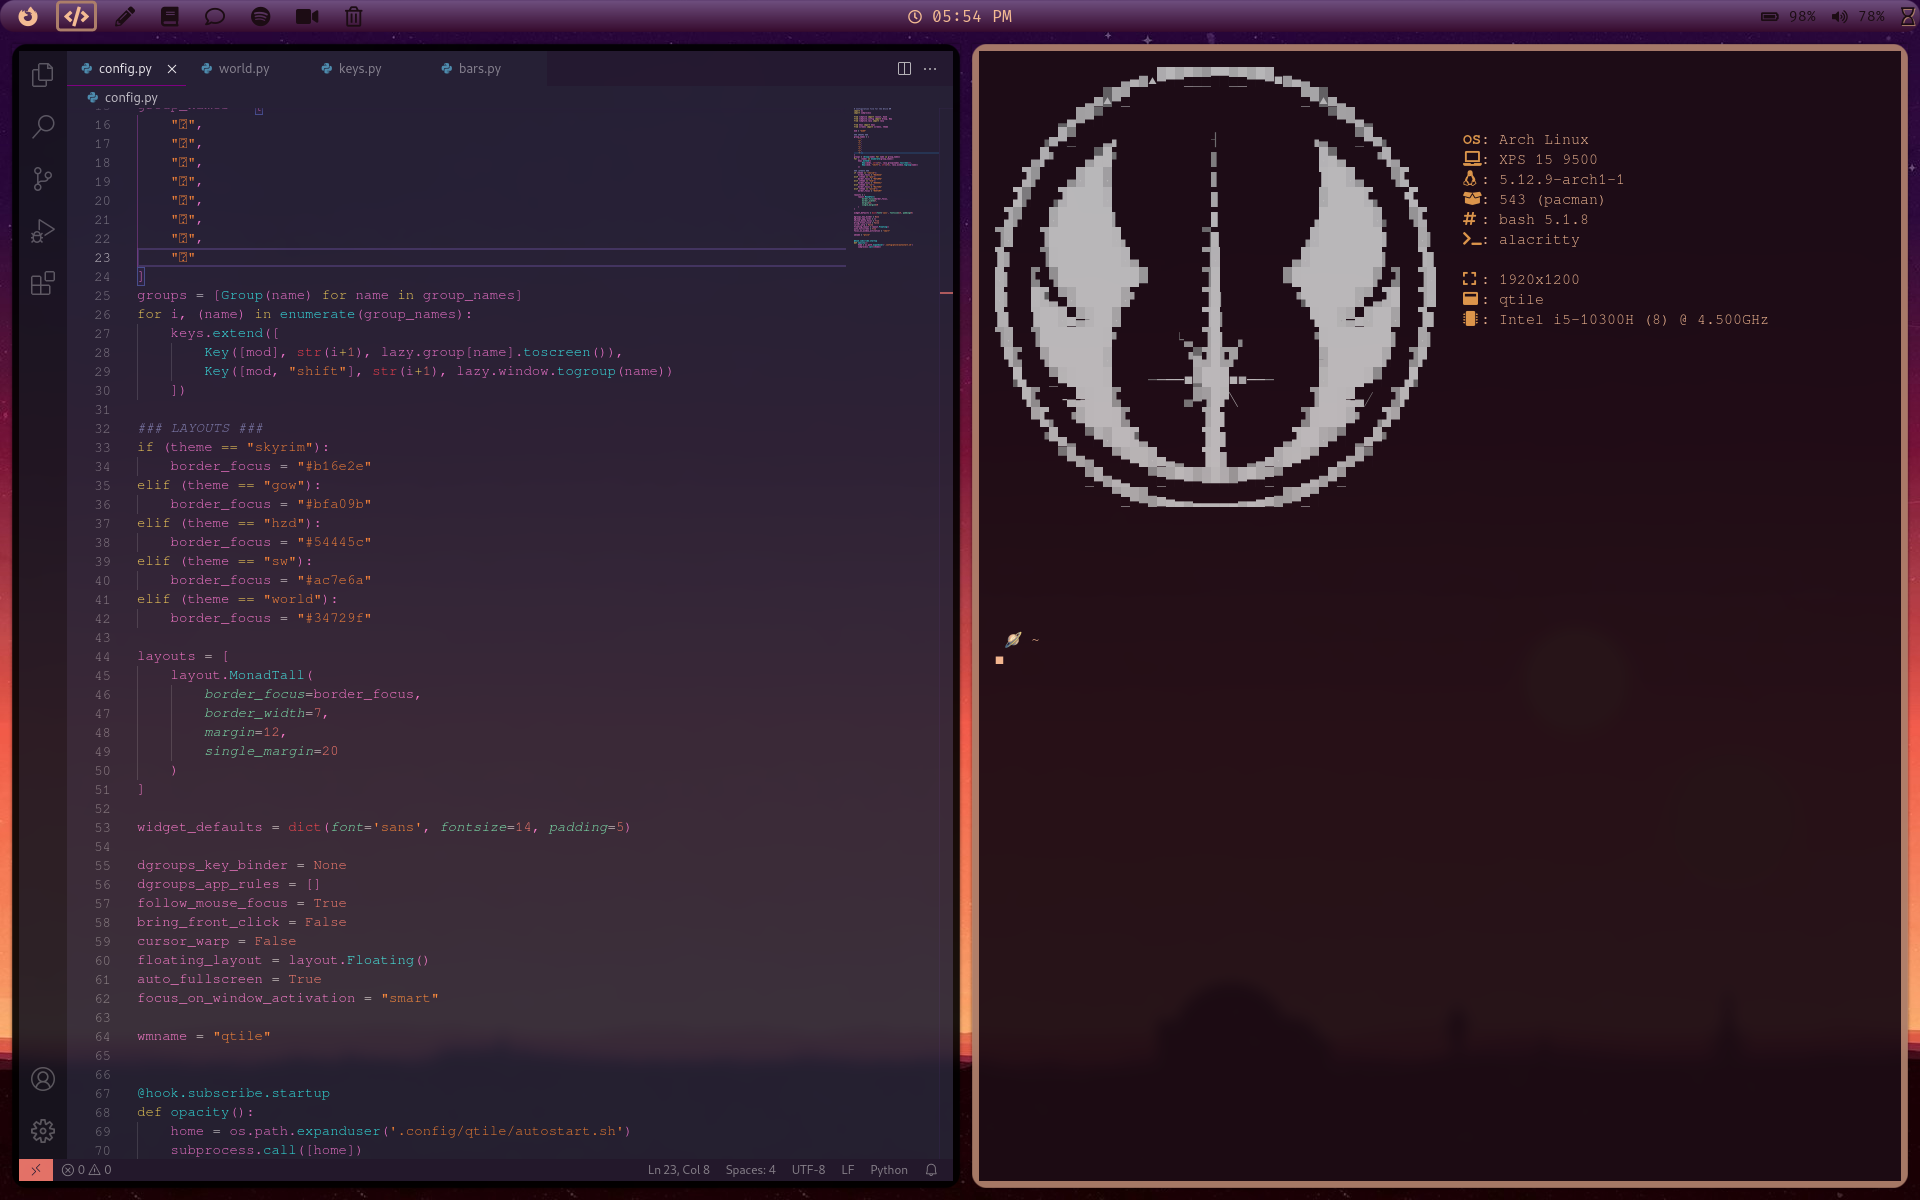 05:54 PM
98%
78%
config.py
world.py
keys.py
bars.py
config.py
16 "",
17 "",
18 "",
19 "",
20 "",
21 "",
22 "",
23 ""
24 ]
25 groups = [Group(name) for name in group_names]
26 for i, (name) in enumerate(group_names):
27 keys.extend([
28 Key([mod], str(i+1), lazy.group[name].toscreen()),
29 Key([mod, "shift"], str(i+1), lazy.window.togroup(name))
30 ])
31
32 ### LAYOUTS ###
33 if (theme == "skyrim"):
34 border_focus = "#b16e2e"
35 elif (theme == "gow"):
36 border_focus = "#bfa09b"
37 elif (theme == "hzd"):
38 border_focus = "#54445c"
39 elif (theme == "sw"):
40 border_focus = "#ac7e6a"
41 elif (theme == "world"):
42 border_focus = "#34729f"
43
44 layouts = [
45 layout.MonadTall(
46 border_focus=border_focus,
47 border_width=7,
48 margin=12,
49 single_margin=20
50 )
51 ]
52
53 widget_defaults = dict(font='sans', fontsize=14, padding=5)
54
55 dgroups_key_binder = None
56 dgroups_app_rules = []
57 follow_mouse_focus = True
58 bring_front_click = False
59 cursor_warp = False
60 floating_layout = layout.Floating()
61 auto_fullscreen = True
62 focus_on_window_activation = "smart"
63
64 wmname = "qtile"
65
66
67 @hook.subscribe.startup
68 def opacity():
69 home = os.path.expanduser('.config/qtile/autostart.sh')
70 subprocess.call([home])
0 0
Ln 23, Col 8
Spaces: 4
UTF-8
LF
Python
os: Arch Linux
: XPS 15 9500
: 5.12.9-arch1-1
: 543 (pacman)
#: bash 5.1.8
: alacritty
: 1920x1200
: qtile
: Intel i5-10300H (8) @ 4.500GHz
~